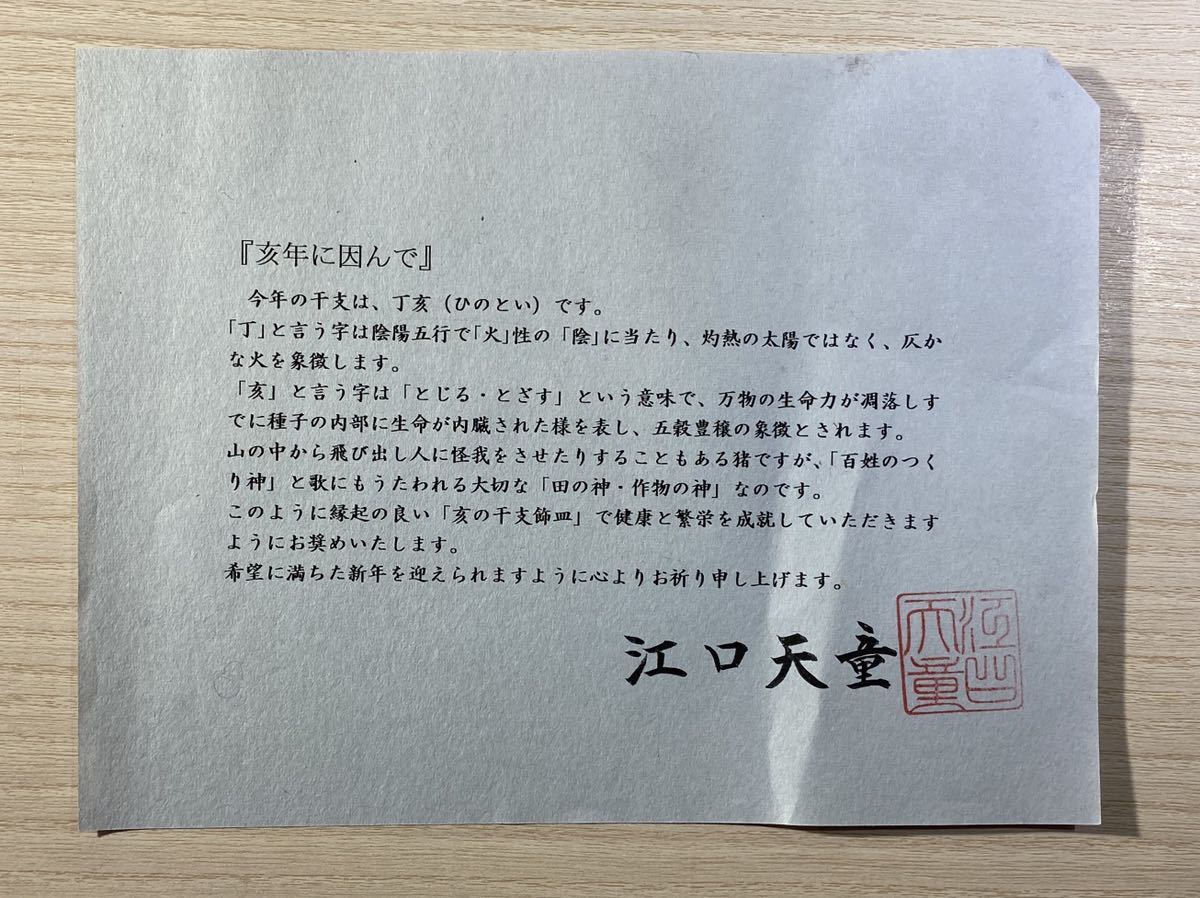 『亥年に因んで』
今年の干支は、丁亥（ひのとい）です。
「丁」と言う字は陰陽五行で「火」性の「陰」に当たり、灼熱の太陽ではなく、仄か
な火を象徴します。
「亥」と言う字は「とじる・とざす」という意味で、万物の生命力が凋落しす
でに種子の内部に生命が内臓された様を表し、五穀豊穣の象徴とされます。
山の中から飛び出し人に怪我をさせたりすることもある猪ですが、「百姓のつく
り神」と歌にもうたわれる大切な「田の神・作物の神」なのです。
このように縁起の良い「亥の干支飾皿」で健康と繁栄を成就していただきます
ようにお奨めいたします。
希望に満ちた新年を迎えられますように心よりお祈り申し上げます。
江口天童
江口天童